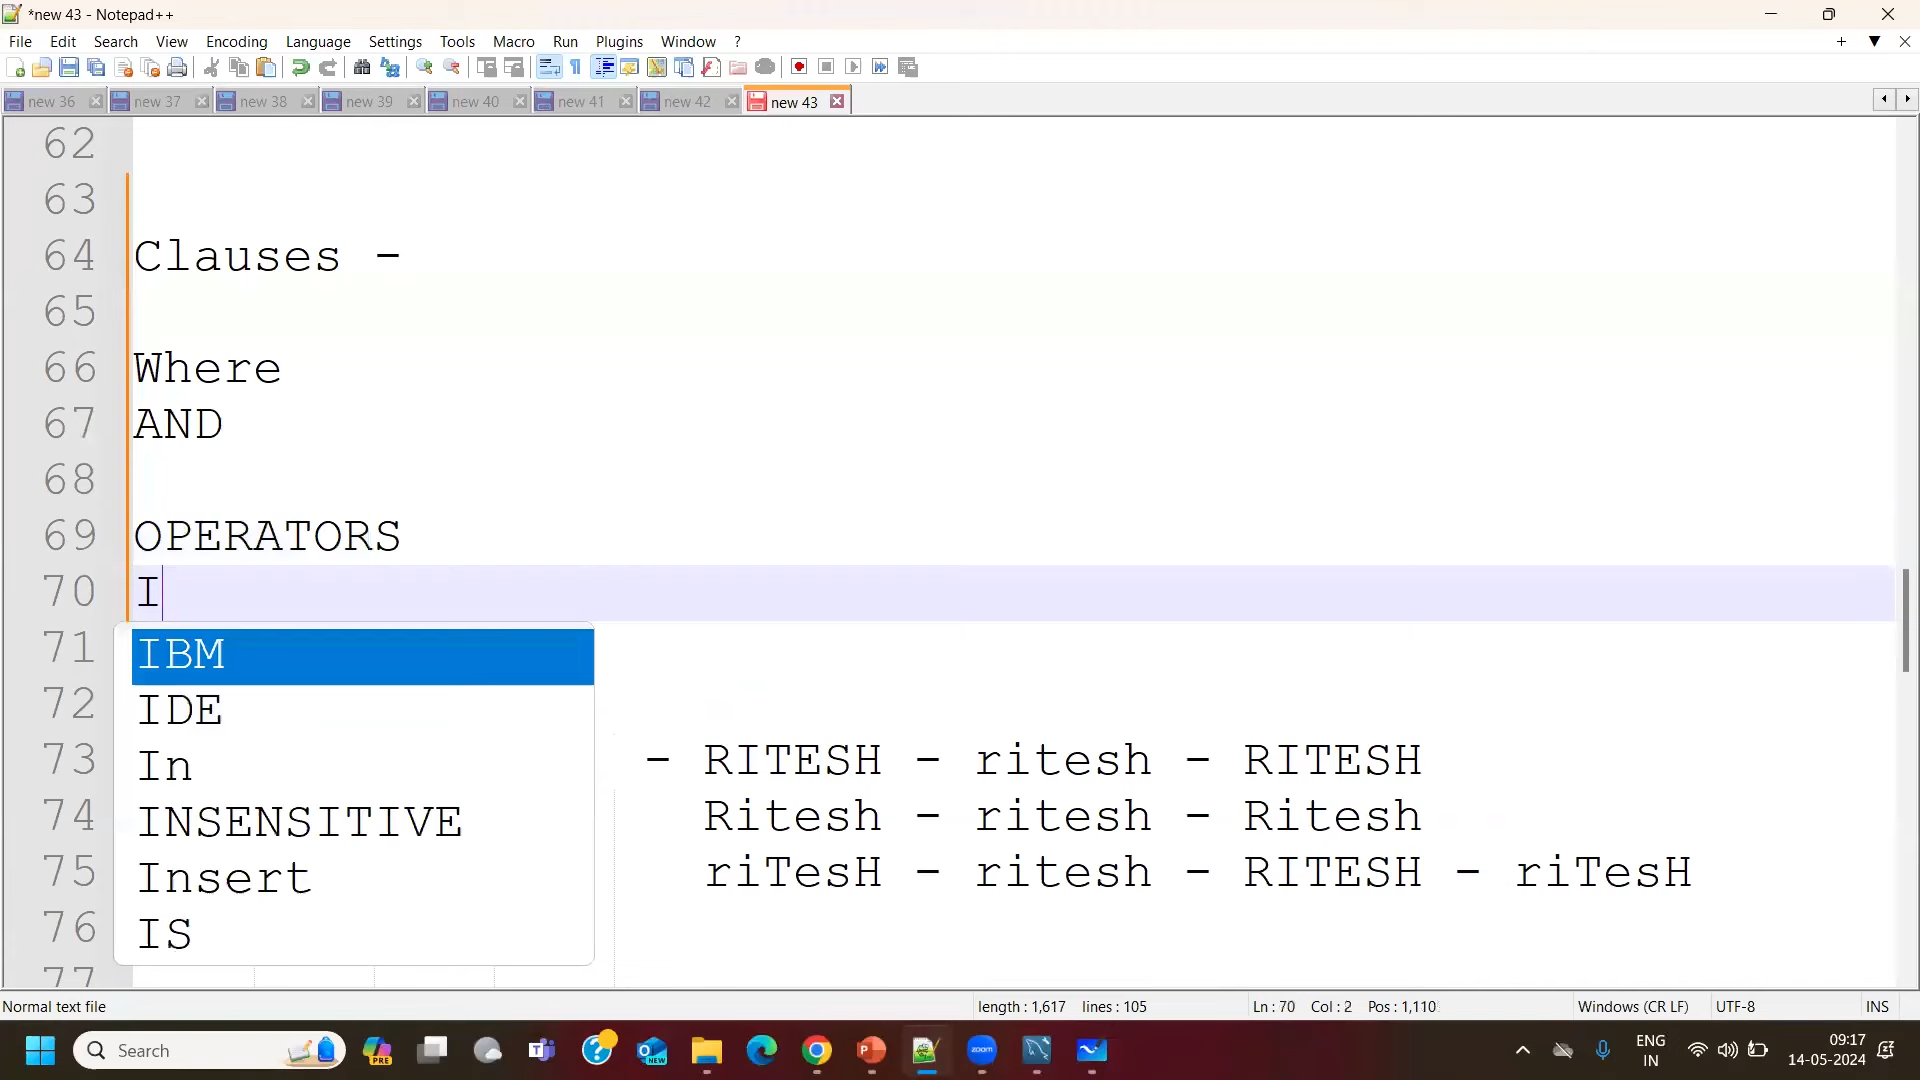 *new 43 - Notepad++
File Edit Search View Encoding Language Settings Tools Macro Run Plugins Window ?
new 36 new 37 new 38 new 39 new 40 new 41 new 42 new 43
62
63
64 Clauses -
65
66 Where
67 AND
68
69 OPERATORS
70 I
71 IBM
72 IDE
73 - RITESH - ritesh - RITESH
In
74 Ritesh - ritesh - Ritesh
INSENSITIVE
75 riTesH - ritesh - RITESH - riTesH
Insert
76 IS
77
Normal text file length : 1,617 lines : 105 Ln : 70 Col : 2 Pos : 1,110 Windows (CR LF) UTF-8 INS
Search PRE NEW zoom ENG 09:17
IN 14-05-2024